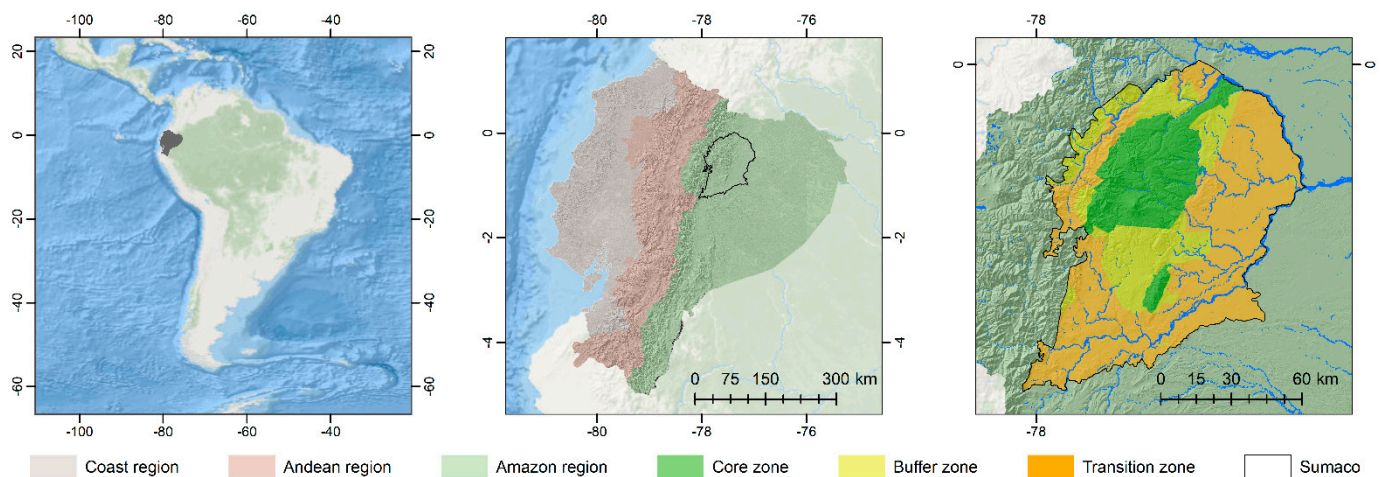 -100 -80 -60 -40
-80 -78 -76
-78
20 20
0 0
-20 -20
-40 -40
-60 -60
-100 -80 -60 -40
0 0
-2 -2
-4 -4
0 75 150 300 km
-80 -78 -76
0 0
0 15 30 60 km
-78
Coast region Andean region Amazon region Core zone Buffer zone Transition zone Sumaco